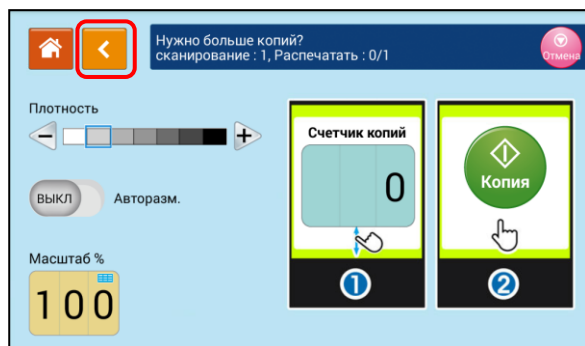 Нужно больше копий?
сканирование : 1, Распечатать : 0/1
Отмена
Плотность
ВЫКЛ
Авторазм.
Масштаб %
100
Счетчик копий
0
1
Копия
2